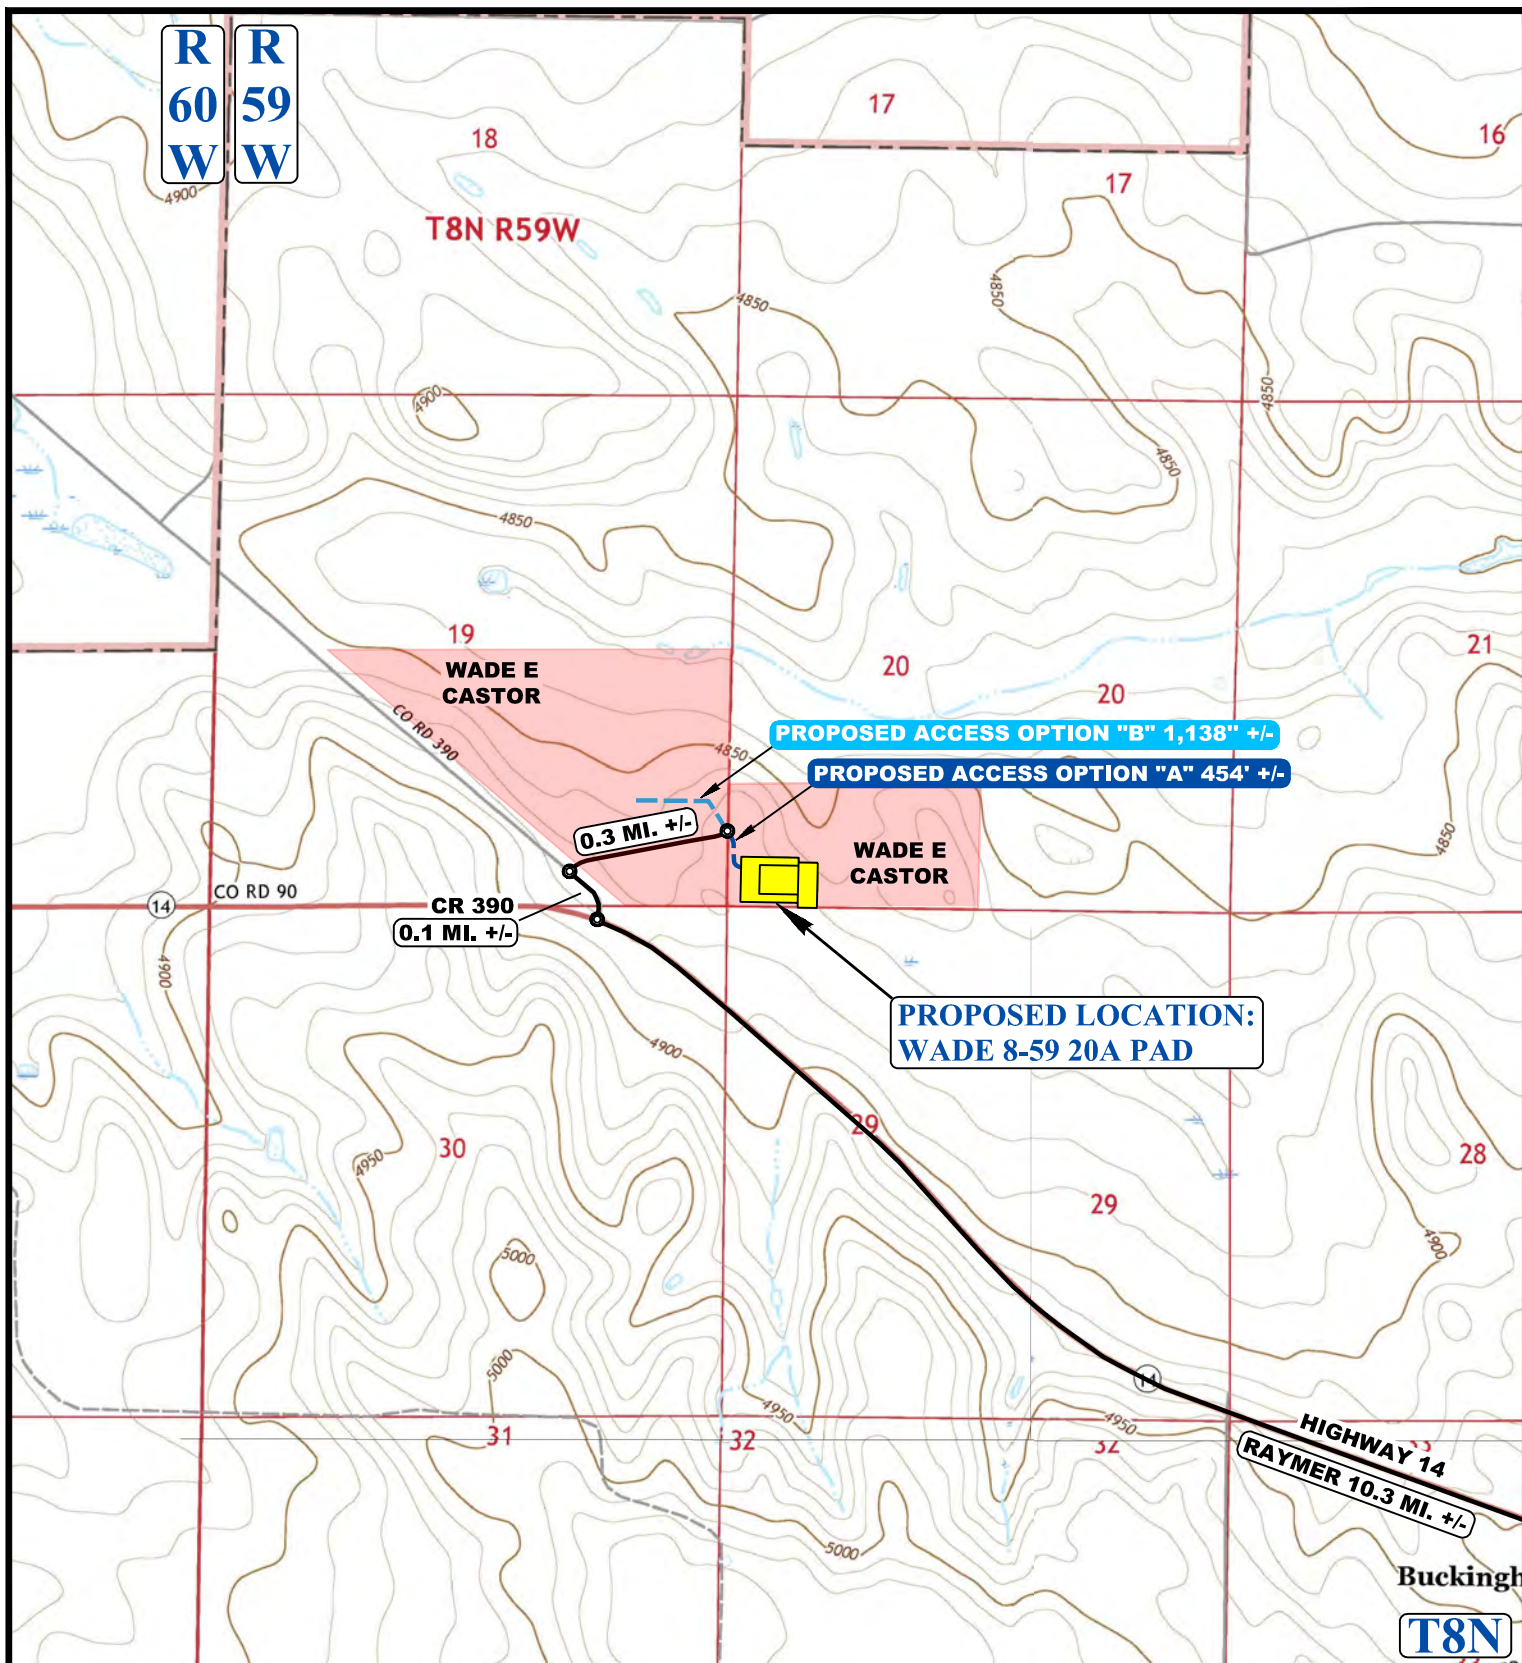 R
60
W
R
59
W
17
16
18
17
4900
T8N R59W
4850
4850
4850
4900
4850
4850
19
20
21
20
WADE E
CASTOR
CO RD 390
PROPOSED ACCESS OPTION "B" 1,138" +/-
4850
PROPOSED ACCESS OPTION "A" 454' +/-
0.3 MI. +/-
4850
WADE E
CASTOR
CO RD 90
14
CR 390
0.1 MI. +/-
4900
PROPOSED LOCATION:
WADE 8-59 20A PAD
4900
29
30
4950
28
29
4900
5000
5000
14
4950
4950
31
32
32
HIGHWAY 14
RAYMER 10.3 MI. +/-
5000
Buckingh
T8N